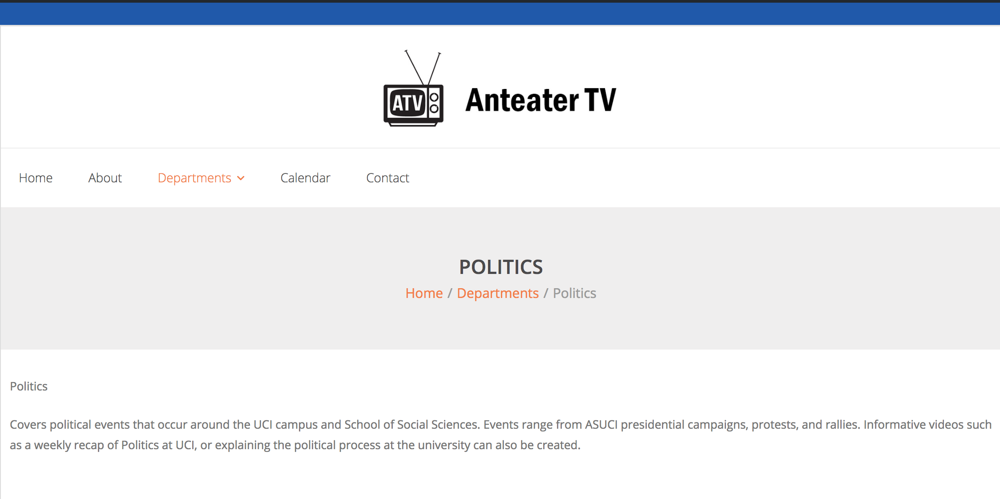 ATV Anteater TV
Home About Departments Calendar Contact
POLITICS
Home / Departments / Politics
Politics
Covers political events that occur around the UCI campus and School of Social Sciences. Events range from ASUCI presidential campaigns, protests, and rallies. Informative videos such
as a weekly recap of Politics at UCI, or explaining the political process at the university can also be created.